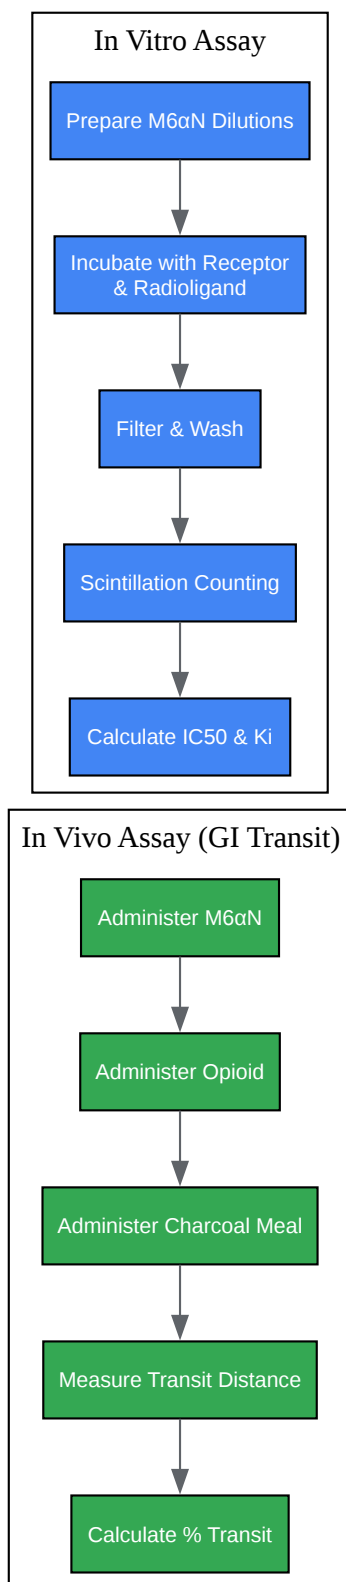 In Vitro Assay
Prepare M6αN Dilutions
Incubate with Receptor
& Radioligand
Filter & Wash
Scintillation Counting
Calculate IC50 & Ki
In Vivo Assay (GI Transit)
Administer M6αN
Administer Opioid
Administer Charcoal Meal
Measure Transit Distance
Calculate % Transit